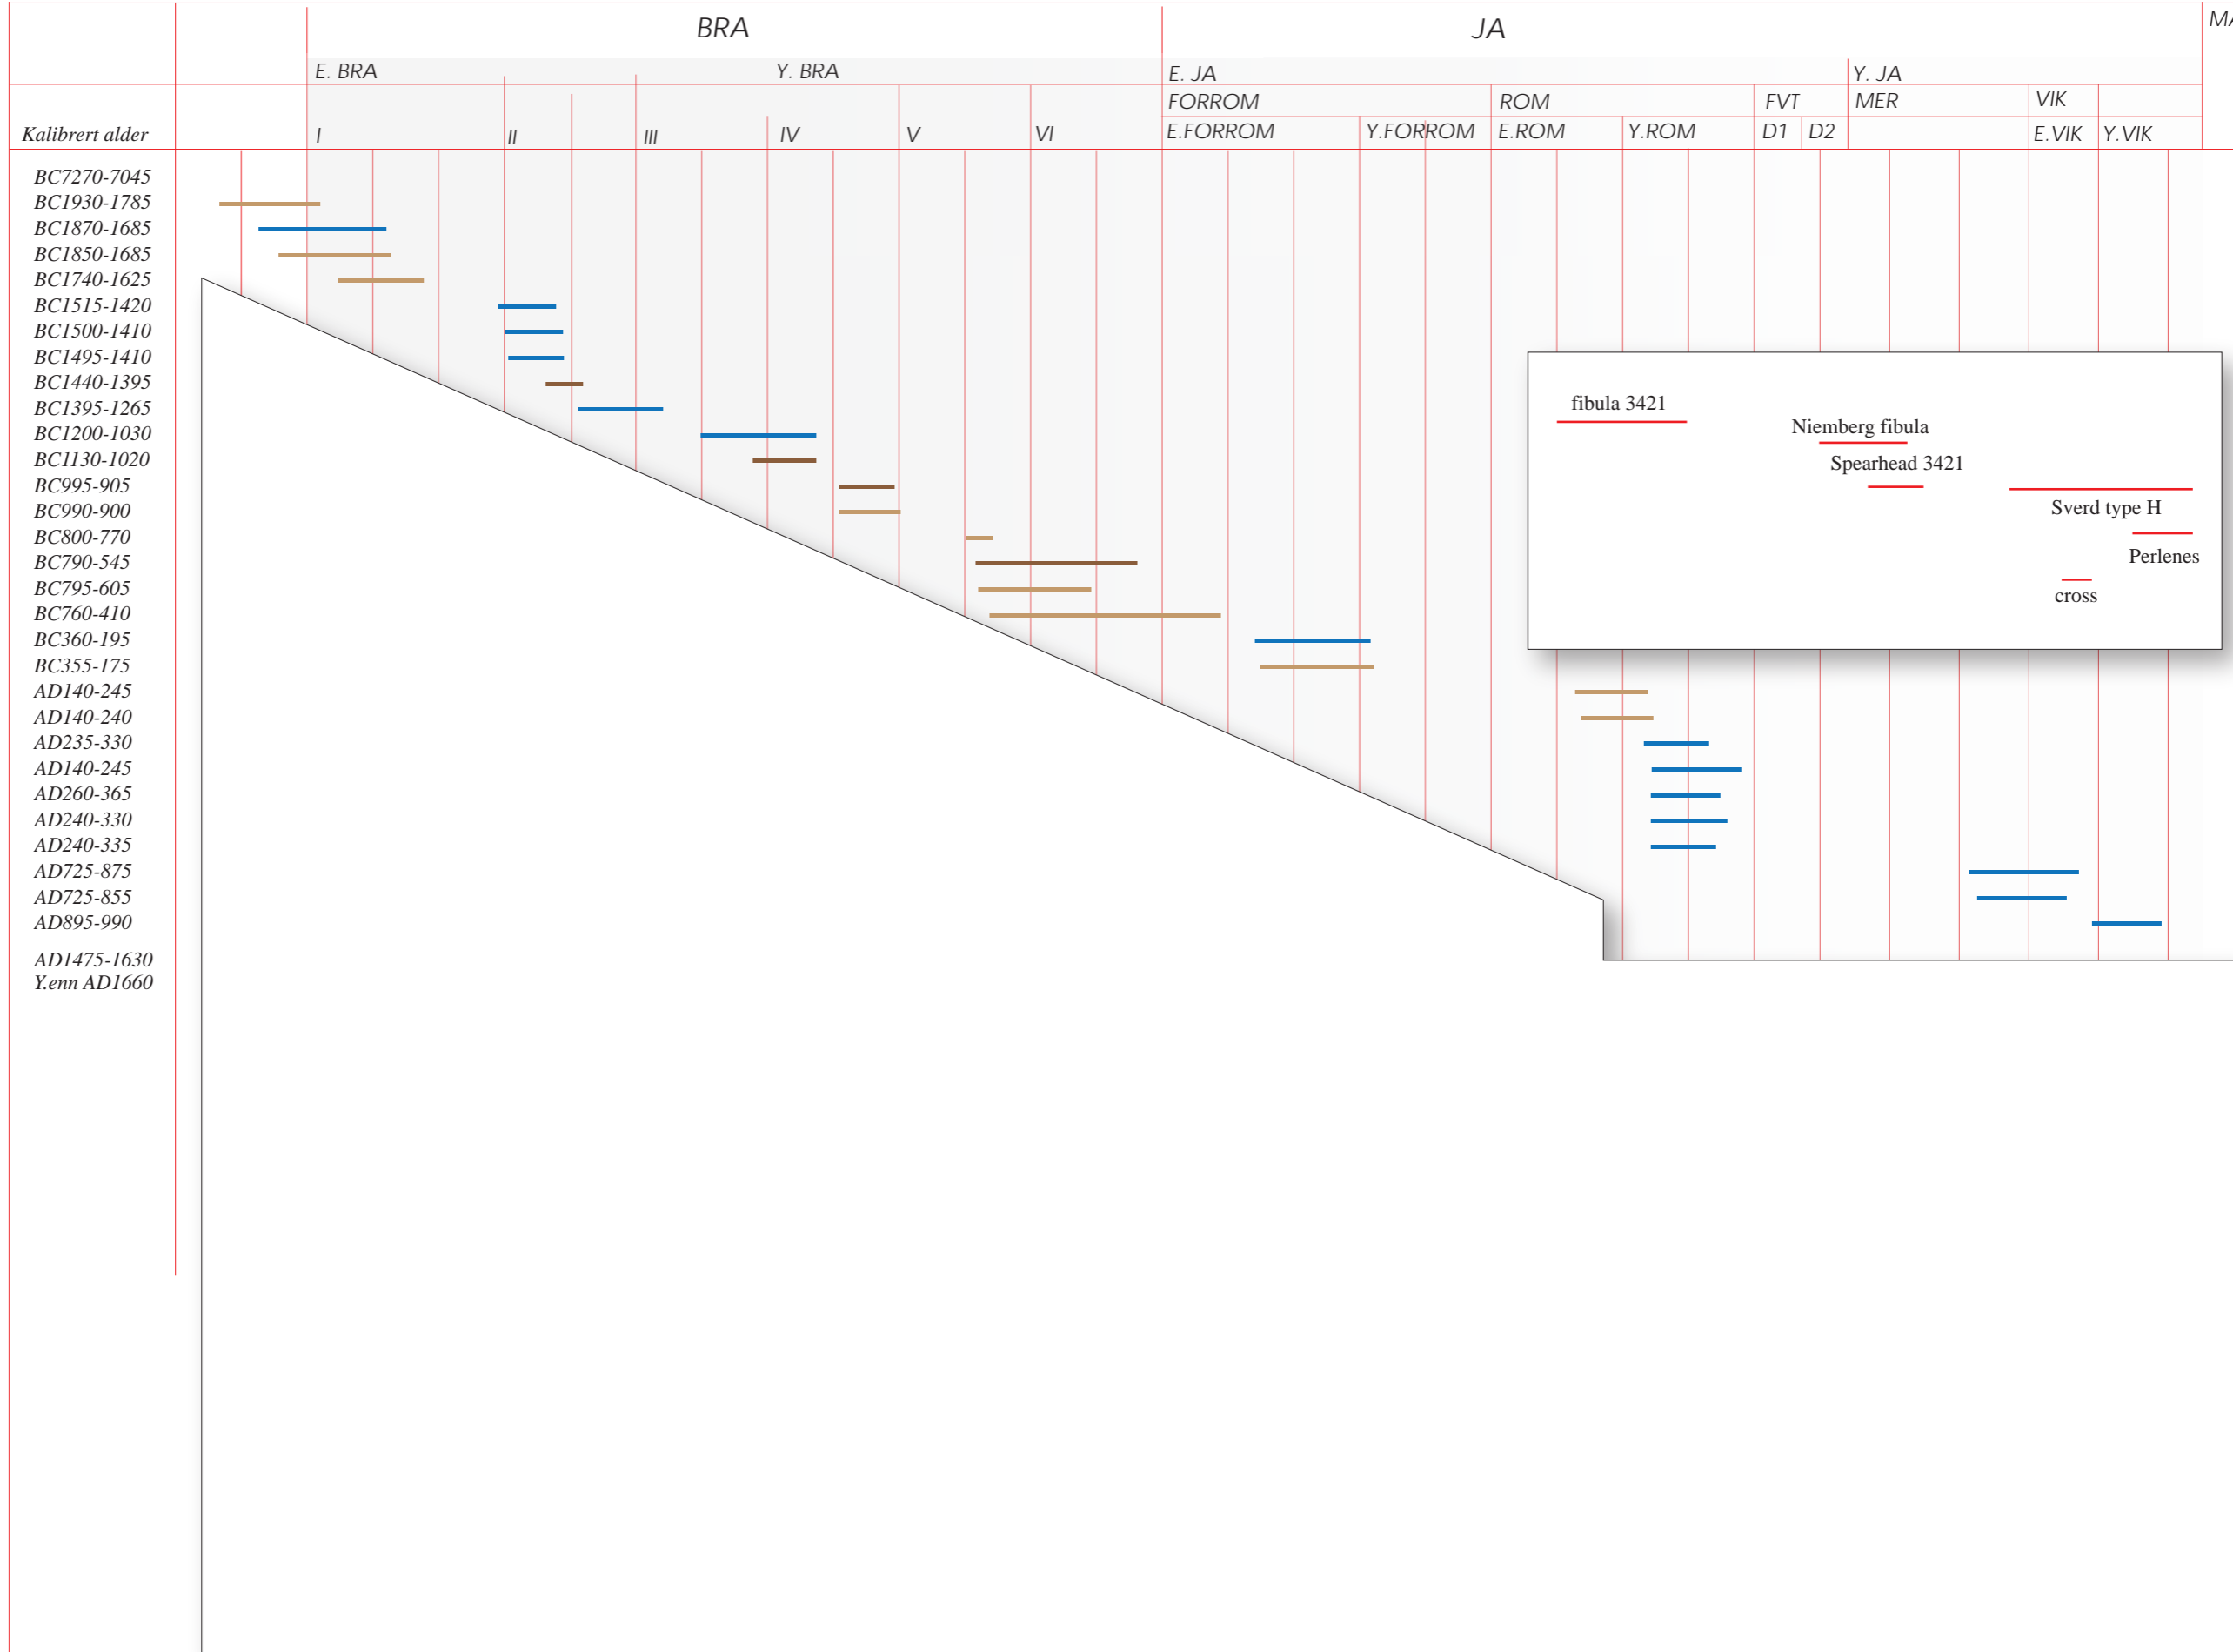 BRA JA
E. BRA Y. BRA E. JA Y. JA
FORROM ROM FVT MER VIK
Kalibrert alder I II III IV V VI E.FORROM Y.FORROM E.ROM Y.ROM D1 D2 E.VIK Y.VIK
BC7270-7045
BC1930-1785
BC1870-1685
BC1850-1685
BC1740-1625
BC1515-1420
BC1500-1410
BC1495-1410
BC1440-1395
BC1395-1265
BC1200-1030
BC1130-1020
BC995-905
BC990-900
BC800-770
BC790-545
BC795-605
BC760-410
BC360-195
BC355-175
AD140-245
AD140-240
AD235-330
AD140-245
AD260-365
AD240-330
AD240-335
AD725-875
AD725-855
AD895-990
AD1475-1630
Y.enn AD1660
fibula 3421
Niemberg fibula
Spearhead 3421
Sverd type H
Perlenes
cross